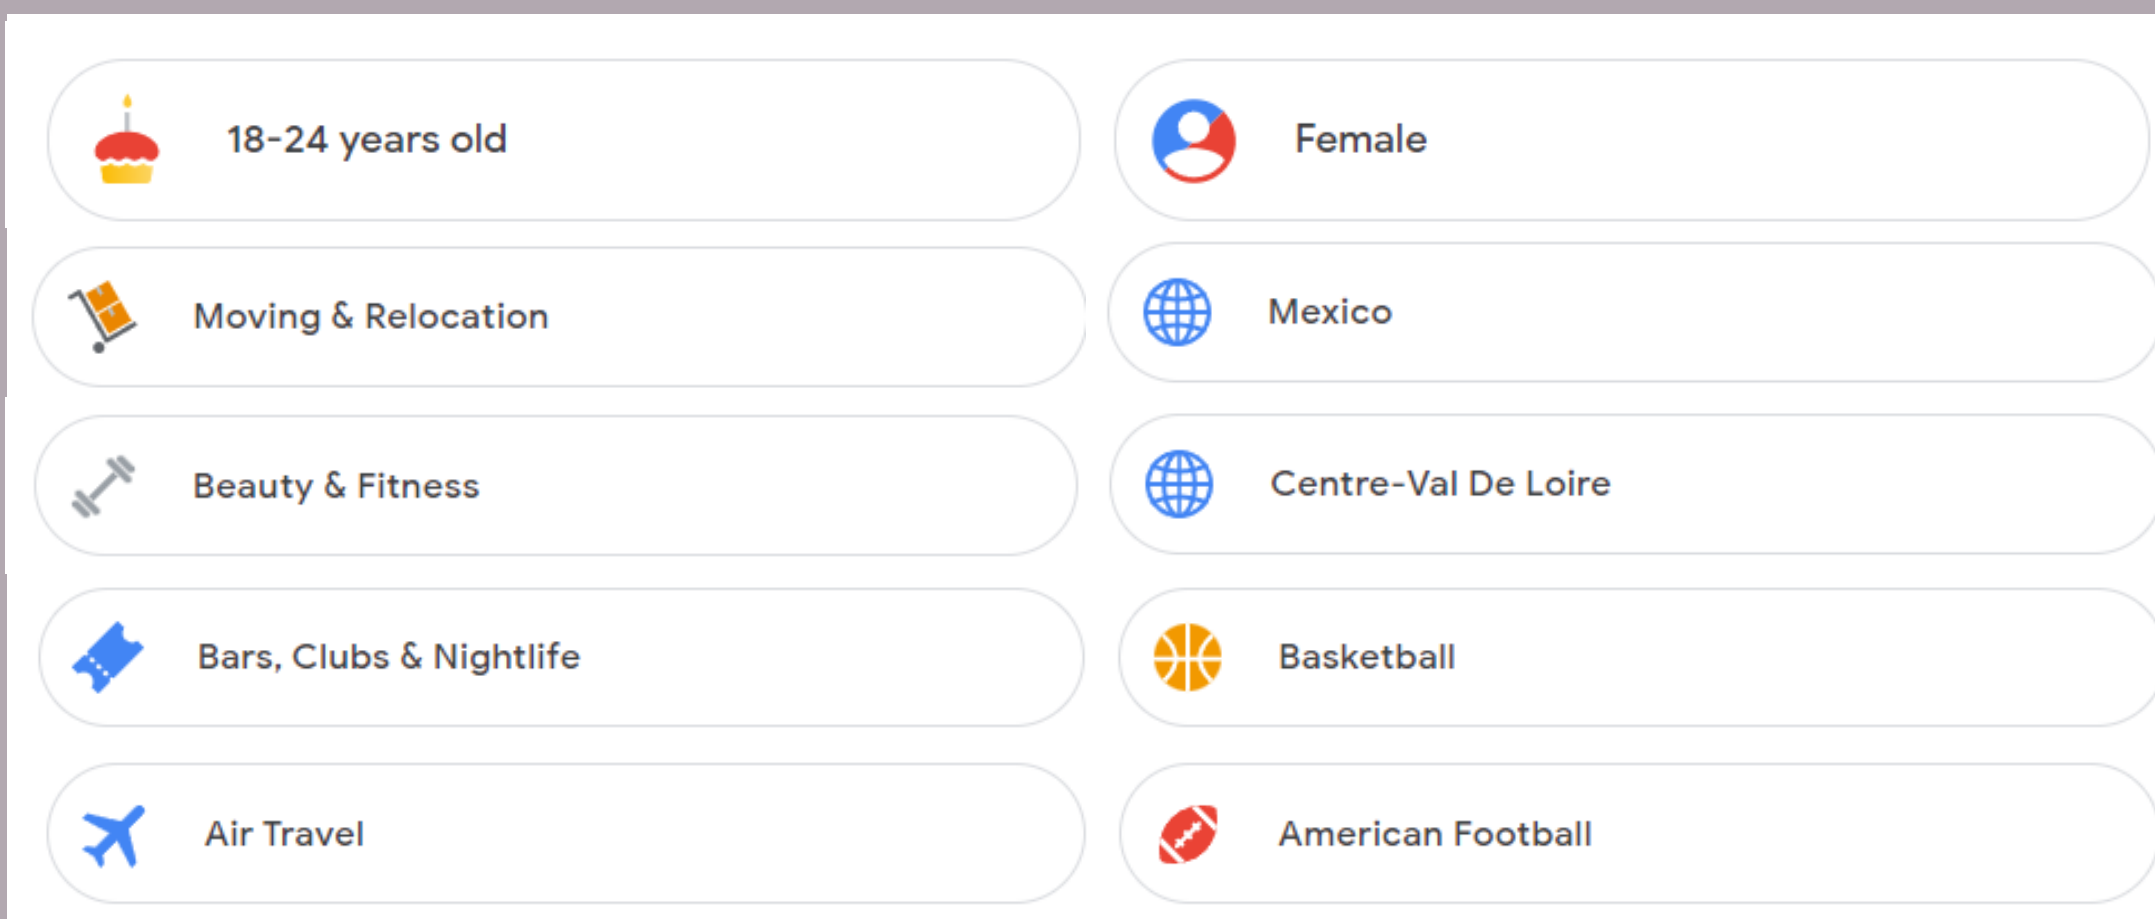 18-24 years old
Female
Moving & Relocation
Mexico
Beauty & Fitness
Centre-Val De Loire
Bars, Clubs & Nightlife
Basketball
Air Travel
American Football